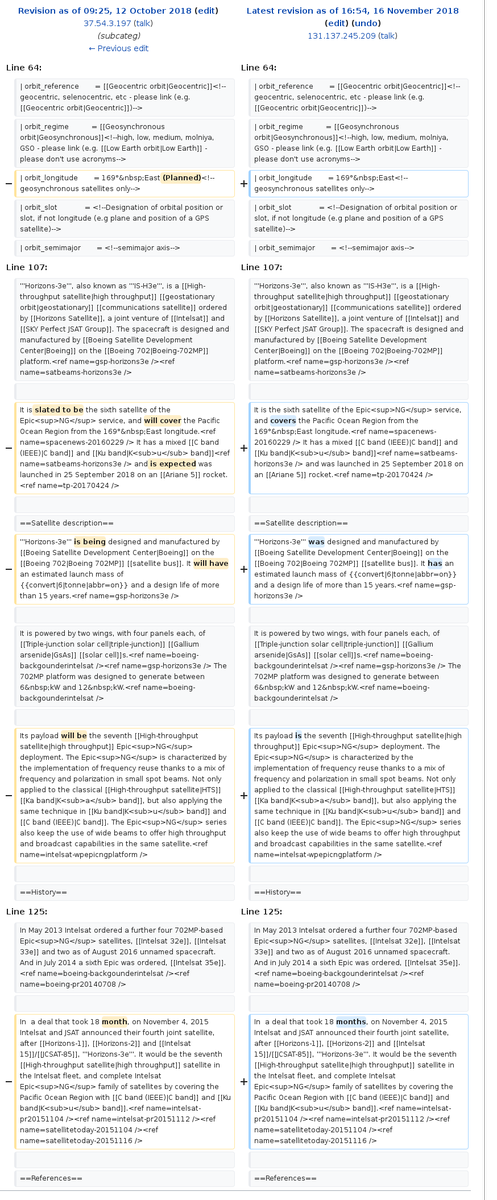 Revision as of 09:25, 12 October 2018 (edit)
37.54.3.197 (talk)
(subcateg)
← Previous edit
Latest revision as of 16:54, 16 November 2018
(edit) (undo)
131.137.245.209 (talk)
Line 64:
Line 64:
| orbit_reference = [[Geocentric orbit|Geocentric]]<!--
geocentric, selenocentric, etc - please link (e.g.
[[Geocentric orbit|Geocentric]])-->
| orbit_reference = [[Geocentric orbit|Geocentric]]<!--
geocentric, selenocentric, etc - please link (e.g.
[[Geocentric orbit|Geocentric]])-->
| orbit_regime = [[Geosynchronous
orbit|Geosynchronous]]<!--high, low, medium, molniya,
GSO - please link (e.g. [[Low Earth orbit|Low Earth]] -
please don't use acronyms-->
| orbit_regime = [[Geosynchronous
orbit|Geosynchronous]]<!--high, low, medium, molniya,
GSO - please link (e.g. [[Low Earth orbit|Low Earth]] -
please don't use acronyms-->
− | orbit_longitude = 169°&nbsp;East (Planned)<!--
geosynchronous satellites only-->
+ | orbit_longitude = 169°&nbsp;East<!--geosynchronous
satellites only-->
| orbit_slot = <!--Designation of orbital position or
slot, if not longitude (e.g plane and position of a GPS
satellite)-->
| orbit_slot = <!--Designation of orbital position or
slot, if not longitude (e.g plane and position of a GPS
satellite)-->
| orbit_semimajor = <!--semimajor axis-->
| orbit_semimajor = <!--semimajor axis-->
Line 107:
Line 107:
'''Horizons-3e''', also known as '''IS-H3e''', is a [[High-
throughput satellite|high throughput]] [[geostationary
orbit|geostationary]] [[communications satellite]] ordered
by [[Horizons Satellite]], a joint venture of [[Intelsat]] and
[[SKY Perfect JSAT Group]]. The spacecraft is designed and
manufactured by [[Boeing Satellite Development
Center|Boeing]] on the [[Boeing 702|Boeing-702MP]]
platform.<ref name=gsp-horizons3e /><ref
name=satbeams-horizons3e />
'''Horizons-3e''', also known as '''IS-H3e''', is a [[High-
throughput satellite|high throughput]] [[geostationary
orbit|geostationary]] [[communications satellite]] ordered
by [[Horizons Satellite]], a joint venture of [[Intelsat]] and
[[SKY Perfect JSAT Group]]. The spacecraft is designed and
manufactured by [[Boeing Satellite Development
Center|Boeing]] on the [[Boeing 702|Boeing-702MP]]
platform.<ref name=gsp-horizons3e /><ref
name=satbeams-horizons3e />
− It is slated to be the sixth satellite of the
Epic<sup>NG</sup> service, and will cover the Pacific
Ocean Region from the 169°&nbsp;East longitude.<ref
name=spacenews-20160229 /> It has a mixed [[C band
(IEEE)|C band]] and [[Ku band|K<sub>u</sub> band]]<ref
name=satbeams-horizons3e /> and is expected was
launched in 25 September 2018 on an [[Ariane 5]] rocket.
<ref name=tp-20170424 />
+ It is the sixth satellite of the Epic<sup>NG</sup> service,
and covers the Pacific Ocean Region from the
169°&nbsp;East longitude.<ref name=spacenews-
20160229 /> It has a mixed [[C band (IEEE)|C band]] and
[[Ku band|K<sub>u</sub> band]]<ref name=satbeams-
horizons3e /> and was launched in 25 September 2018 on
an [[Ariane 5]] rocket.<ref name=tp-20170424 />
==Satellite description==
==Satellite description==
− '''Horizons-3e''' is being designed and manufactured by
[[Boeing Satellite Development Center|Boeing]] on the
[[Boeing 702|Boeing 702MP]] [[satellite bus]]. It will have
an estimated launch mass of
{{convert|6|tonne|abbr=on}} and a design life of more
than 15 years.<ref name=gsp-horizons3e />
+ '''Horizons-3e''' was designed and manufactured by
[[Boeing Satellite Development Center|Boeing]] on the
[[Boeing 702|Boeing 702MP]] [[satellite bus]]. It has an
estimated launch mass of {{convert|6|tonne|abbr=on}}
and a design life of more than 15 years.<ref name=gsp-
horizons3e />
It is powered by two wings, with four panels each, of
[[Triple-junction solar cell|triple-junction]] [[Gallium
arsenide|GsAs]] [[solar cell]]s.<ref name=boeing-
backgounderintelsat /><ref name=gsp-horizons3e /> The
702MP platform was designed to generate between
6&nbsp;kW and 12&nbsp;kW.<ref name=boeing-
backgounderintelsat />
It is powered by two wings, with four panels each, of
[[Triple-junction solar cell|triple-junction]] [[Gallium
arsenide|GsAs]] [[solar cell]]s.<ref name=boeing-
backgounderintelsat /><ref name=gsp-horizons3e /> The
702MP platform was designed to generate between
6&nbsp;kW and 12&nbsp;kW.<ref name=boeing-
backgounderintelsat />
− Its payload will be the seventh [[High-throughput
satellite|high throughput]] Epic<sup>NG</sup>
deployment. The Epic<sup>NG</sup> is characterized by
the implementation of frequency reuse thanks to a mix of
frequency and polarization in small spot beams. Not only
applied to the classical [[High-throughput satellite|HTS]]
[[Ka band|K<sub>a</sub> band]], but also applying the
same technique in [[Ku band|K<sub>u</sub> band]] and
[[C band (IEEE)|C band]]. The Epic<sup>NG</sup> series
also keep the use of wide beams to offer high throughput
and broadcast capabilities in the same satellite.<ref
name=intelsat-wpepicngplatform />
+ Its payload is the seventh [[High-throughput satellite|high
throughput]] Epic<sup>NG</sup> deployment. The
Epic<sup>NG</sup> is characterized by the
implementation of frequency reuse thanks to a mix of
frequency and polarization in small spot beams. Not only
applied to the classical [[High-throughput satellite|HTS]]
[[Ka band|K<sub>a</sub> band]], but also applying the
same technique in [[Ku band|K<sub>u</sub> band]] and
[[C band (IEEE)|C band]]. The Epic<sup>NG</sup> series
also keep the use of wide beams to offer high throughput
and broadcast capabilities in the same satellite.<ref
name=intelsat-wpepicngplatform />
==History==
==History==
Line 125:
Line 125:
In May 2013 Intelsat ordered a further four 702MP-based
Epic<sup>NG</sup> satellites, [[Intelsat 32e]], [[Intelsat
33e]] and two as of August 2016 unnamed spacecraft.
And in July 2014 a sixth Epic was ordered, [[Intelsat 35e]].
<ref name=boeing-backgounderintelsat /><ref
name=boeing-pr20140708 />
In May 2013 Intelsat ordered a further four 702MP-based
Epic<sup>NG</sup> satellites, [[Intelsat 32e]], [[Intelsat
33e]] and two as of August 2016 unnamed spacecraft.
And in July 2014 a sixth Epic was ordered, [[Intelsat 35e]].
<ref name=boeing-backgounderintelsat /><ref
name=boeing-pr20140708 />
− In a deal that took 18 month, on November 4, 2015
Intelsat and JSAT announced their fourth joint satellite,
after [[Horizons-1]], [[Horizons-2]] and [[Intelsat
15]]/[[JCSAT-85]], '''Horizons-3e'''. It would be the seventh
[[High-throughput satellite|high throughput]] satellite in
the Intelsat fleet, and complete Intelsat
Epic<sup>NG</sup> family of satellites by covering the
Pacific Ocean Region with [[C band (IEEE)|C band]] and [[Ku
band|K<sub>u</sub> band]].<ref name=intelsat-
pr20151104 /><ref name=intelsat-pr20151112 /><ref
name=satellitetoday-20151104 /><ref
name=satellitetoday-20151116 />
+ In a deal that took 18 months, on November 4, 2015
Intelsat and JSAT announced their fourth joint satellite,
after [[Horizons-1]], [[Horizons-2]] and [[Intelsat
15]]/[[JCSAT-85]], '''Horizons-3e'''. It would be the seventh
[[High-throughput satellite|high throughput]] satellite in
the Intelsat fleet, and complete Intelsat
Epic<sup>NG</sup> family of satellites by covering the
Pacific Ocean Region with [[C band (IEEE)|C band]] and
[[Ku band|K<sub>u</sub> band]].<ref name=intelsat-
pr20151104 /><ref name=intelsat-pr20151112 /><ref
name=satellitetoday-20151104 /><ref
name=satellitetoday-20151116 />
==References==
==References==